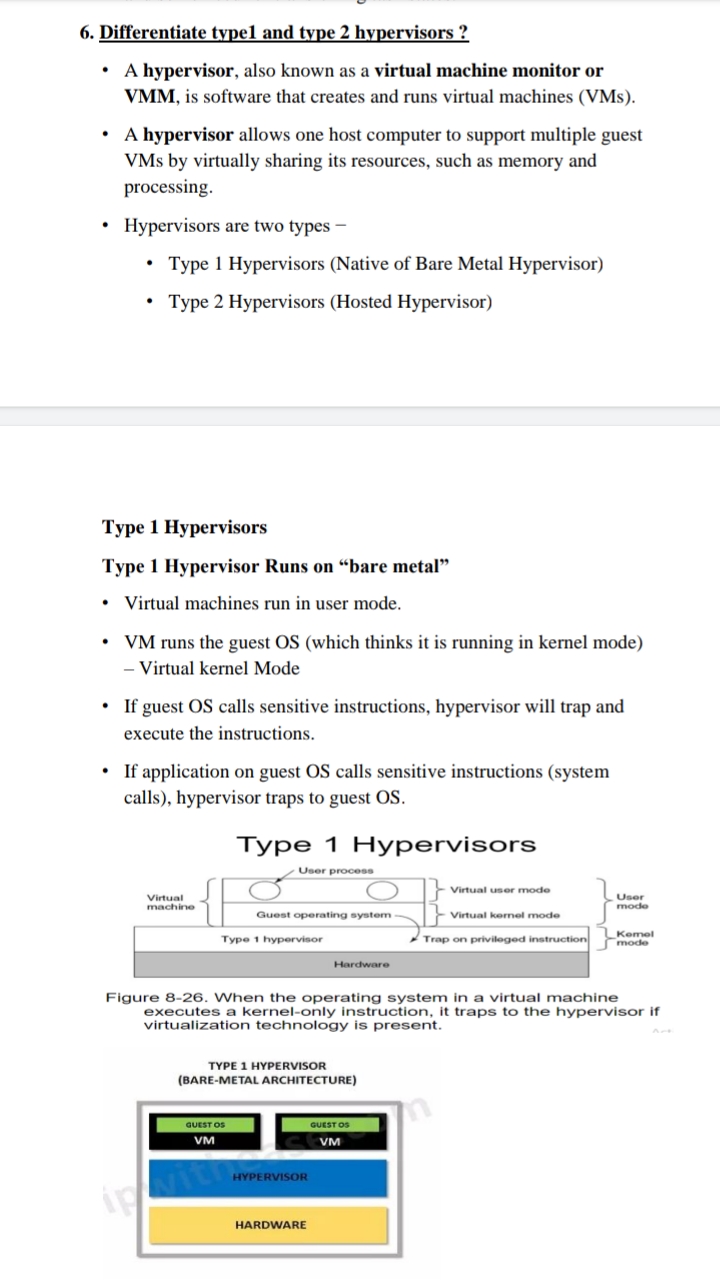 6. Differentiate type1 and type 2 hypervisors ?
• A hypervisor, also known as a virtual machine monitor or
VMM, is software that creates and runs virtual machines (VMs).
• A hypervisor allows one host computer to support multiple guest
VMs by virtually sharing its resources, such as memory and
processing.
• Hypervisors are two types –
• Type 1 Hypervisors (Native of Bare Metal Hypervisor)
• Type 2 Hypervisors (Hosted Hypervisor)
Type 1 Hypervisors
Type 1 Hypervisor Runs on “bare metal”
• Virtual machines run in user mode.
• VM runs the guest OS (which thinks it is running in kernel mode)
– Virtual kernel Mode
• If guest OS calls sensitive instructions, hypervisor will trap and
execute the instructions.
• If application on guest OS calls sensitive instructions (system
calls), hypervisor traps to guest OS.
Type 1 Hypervisors
User process
Virtual
machine
Virtual user mode
User
mode
Guest operating system
Virtual kernel mode
Type 1 hypervisor
Trap on privileged instruction
Kernel
mode
Hardware
Figure 8-26. When the operating system in a virtual machine
executes a kernel-only instruction, it traps to the hypervisor if
virtualization technology is present.
TYPE 1 HYPERVISOR
(BARE-METAL ARCHITECTURE)
GUEST OS
VM
GUEST OS
VM
HYPERVISOR
HARDWARE